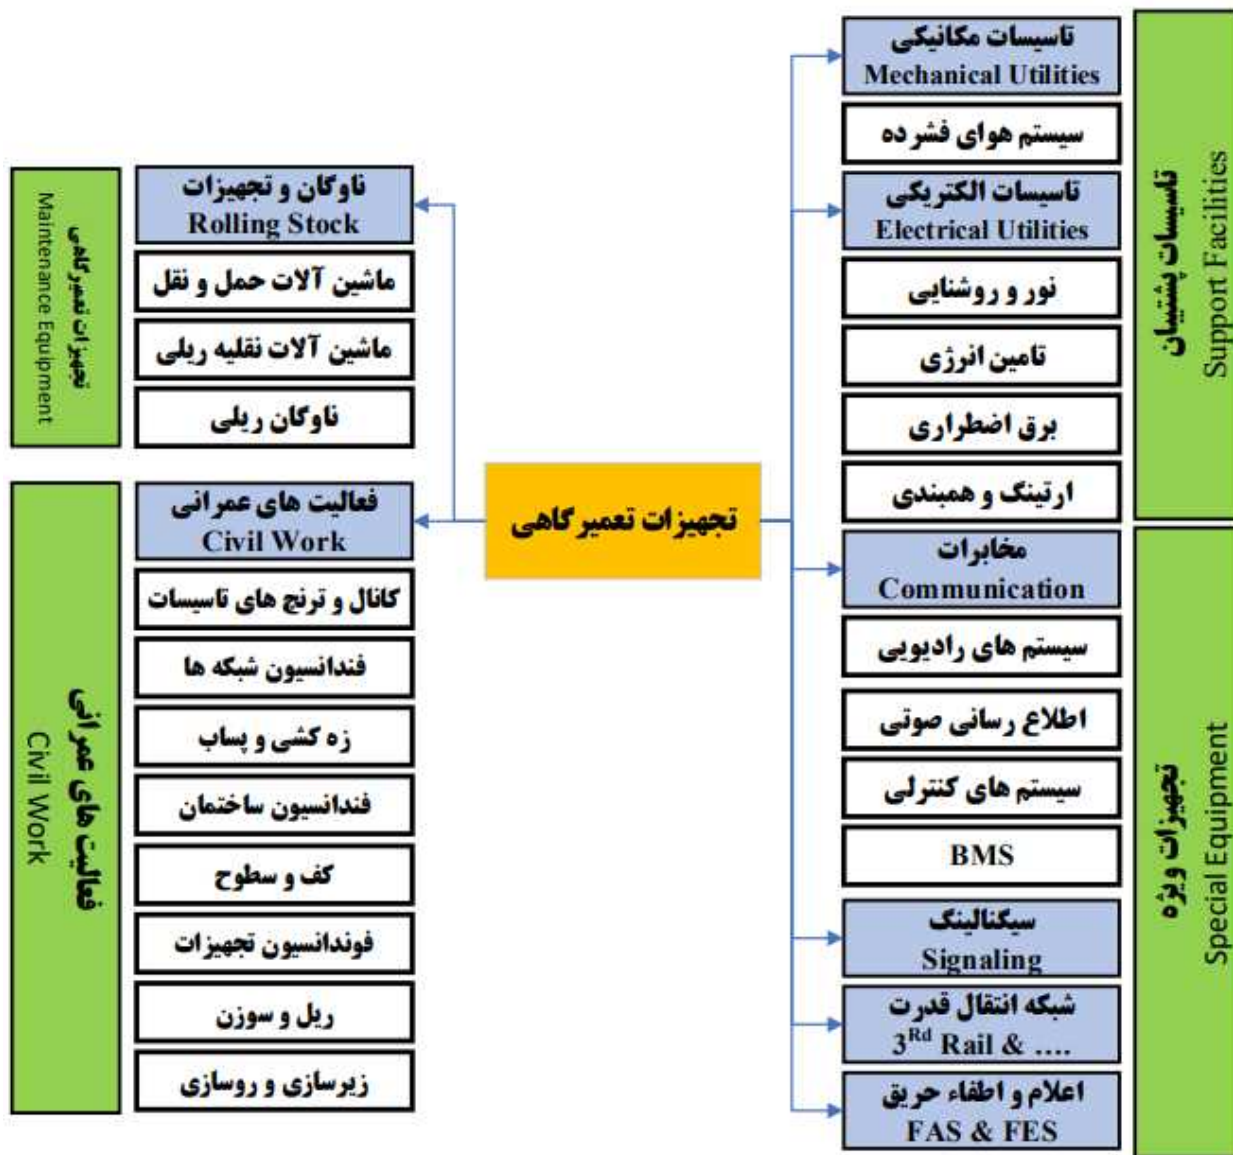 تاسیسات پشتیبان
Support Facilities
تاسیسات مکانیکی
Mechanical Utilities
سیستم هوای فشرده
تاسیسات الکتریکی
Electrical Utilities
نور و روشنایی
تامین انرژی
برق اضطراری
ارتینگ و همبندی
تجهیزات ویژه
Special Equipment
مخابرات
Communication
سیستم های رادیویی
اطلاع رسانی صوتی
سیستم های کنترلی
BMS
سیگنالینگ
Signaling
شبکه انتقال قدرت
3Rd Rail & ....
اعلام و اطفاء حریق
FAS & FES
تجهیزات تعمیرگاهی
تجهیزات تعمیرگاهی
Maintenance Equipment
ناوگان و تجهیزات
Rolling Stock
ماشین آلات حمل و نقل
ماشین آلات نقلیه ریلی
ناوگان ریلی
فعالیت های عمرانی
Civil Work
فعالیت های عمرانی
Civil Work
کانال و ترنچ های تاسیسات
فندانسیون شبکه ها
زه کشی و پساب
فندانسیون ساختمان
کف و سطوح
فوندانسیون تجهیزات
ریل و سوزن
زیرسازی و روسازی